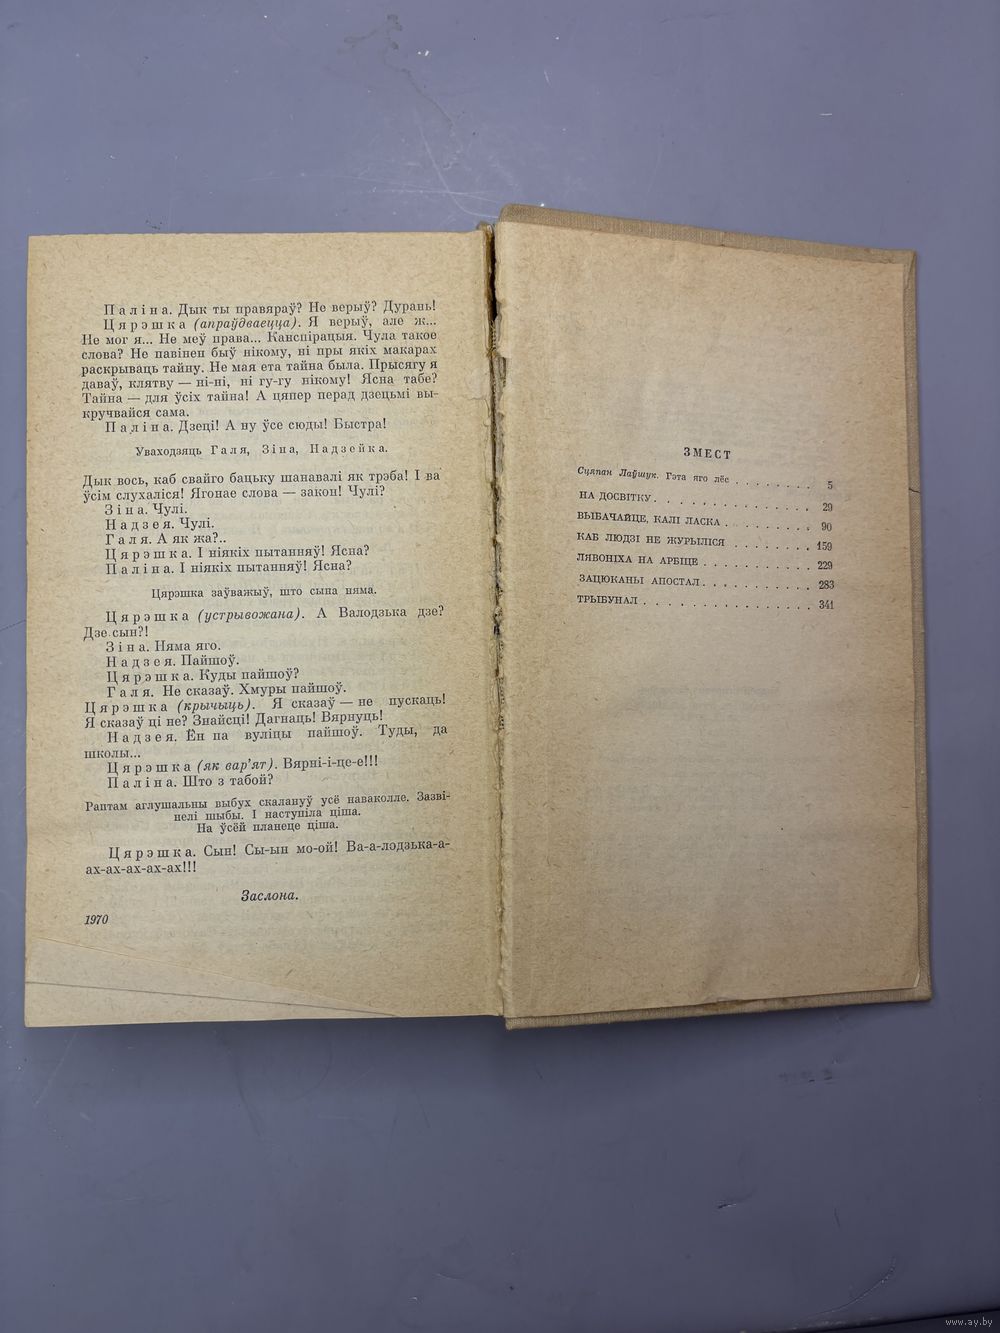 Паліна. Дык ты правяраў? Не верыў? Дурань!
Цярэшка (апраўдваецца). Я верыў, але ж...
Не мог я... Не меў права... Канспірацыя. Чула такое
слова? Не павінен быў нікому, ні пры якіх макарах
раскрываць тайну. Не мая ета тайна была. Прысягу я
даваў, клятву — ні-ні, ні гу-гу нікому! Ясна табе?
Тайна — для ўсіх тайна! А цяпер перад дзецьмі вы-
кручвайся сама.
Паліна. Дзеці! А ну ўсе сюды! Быстра!
Уваходзяць Галя, Зіна, Надзейка.
Дык вось, каб свайго бацьку шанавалі як трэба! І ва
ўсім слухаліся! Ягонае слова — закон! Чулі?
Зіна. Чулі.
Надзея. Чулі.
Галя. А як жа?..
Цярэшка. І ніякіх пытанняў! Ясна?
Паліна. І ніякіх пытанняў! Ясна?
Цярэшка заўважыў, што сына няма.
Цярэшка (устрывожана). А Валодзька дзе?
Дзе сын?!
Зіна. Няма яго.
Надзея. Пайшоў.
Цярэшка. Куды пайшоў?
Галя. Не сказаў. Хмуры пайшоў.
Цярэшка (крычыць). Я сказаў — не пускаць!
Я сказаў ці не? Знайсці! Дагнаць! Вярнуць!
Надзея. Ён па вуліцы пайшоў. Туды, да
школы...
Цярэшка (як вар'ят). Вярні-і-це-е!!!
Паліна. Што з табой?
Раптам аглушальны выбух скалануў усё наваколле. Зазві-
нелі шыбы. І наступіла ціша.
На ўсёй планеце ціша.
Цярэшка. Сын! Сы-ын мо-ой! Ва-а-лодзька-а-
ах-ах-ах-ах-ах!!!
Заслона.
1970
ЗМЕСТ
Сцяпан Лаўшук. Гэта яго лёс . . . . . . . . 5
НА ДОСВІТКУ . . . . . . . . . . . . . . 29
ВЫБАЧАЙЦЕ, КАЛІ ЛАСКА . . . . . . . . 90
КАБ ЛЮДЗІ НЕ ЖУРЫЛІСЯ . . . . . . . . 159
ЛЯВОНІХА НА АРБІЦЕ . . . . . . . . . . 229
ЗАЦЮКАНЫ АПОСТАЛ . . . . . . . . . . 283
ТРЫБУНАЛ . . . . . . . . . . . . . . . 341
www.ay.by